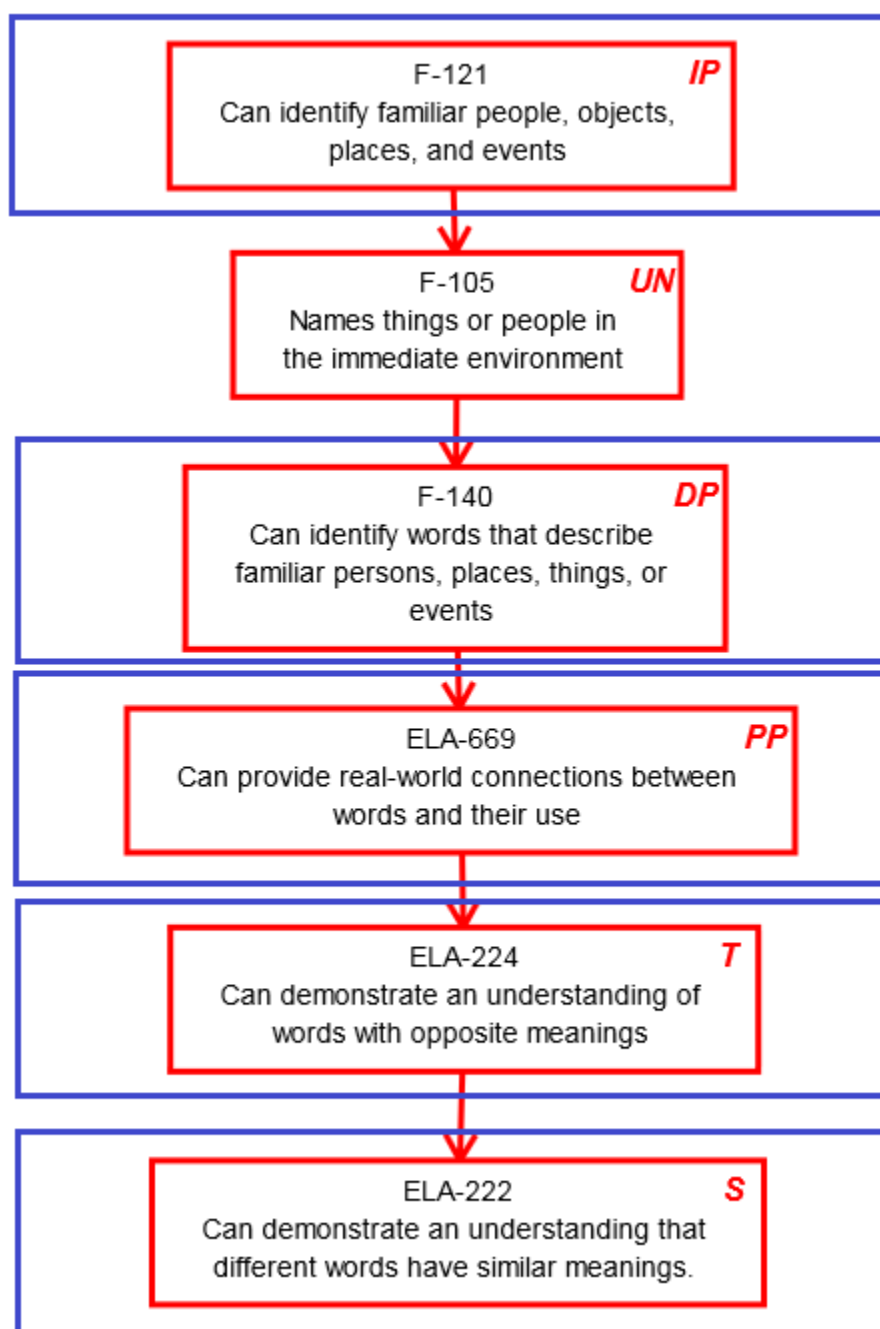 F-121 IP
Can identify familiar people, objects,
places, and events
F-105 UN
Names things or people in
the immediate environment
F-140 DP
Can identify words that describe
familiar persons, places, things, or
events
ELA-669 PP
Can provide real-world connections between
words and their use
ELA-224 T
Can demonstrate an understanding of
words with opposite meanings
ELA-222 S
Can demonstrate an understanding that
different words have similar meanings.